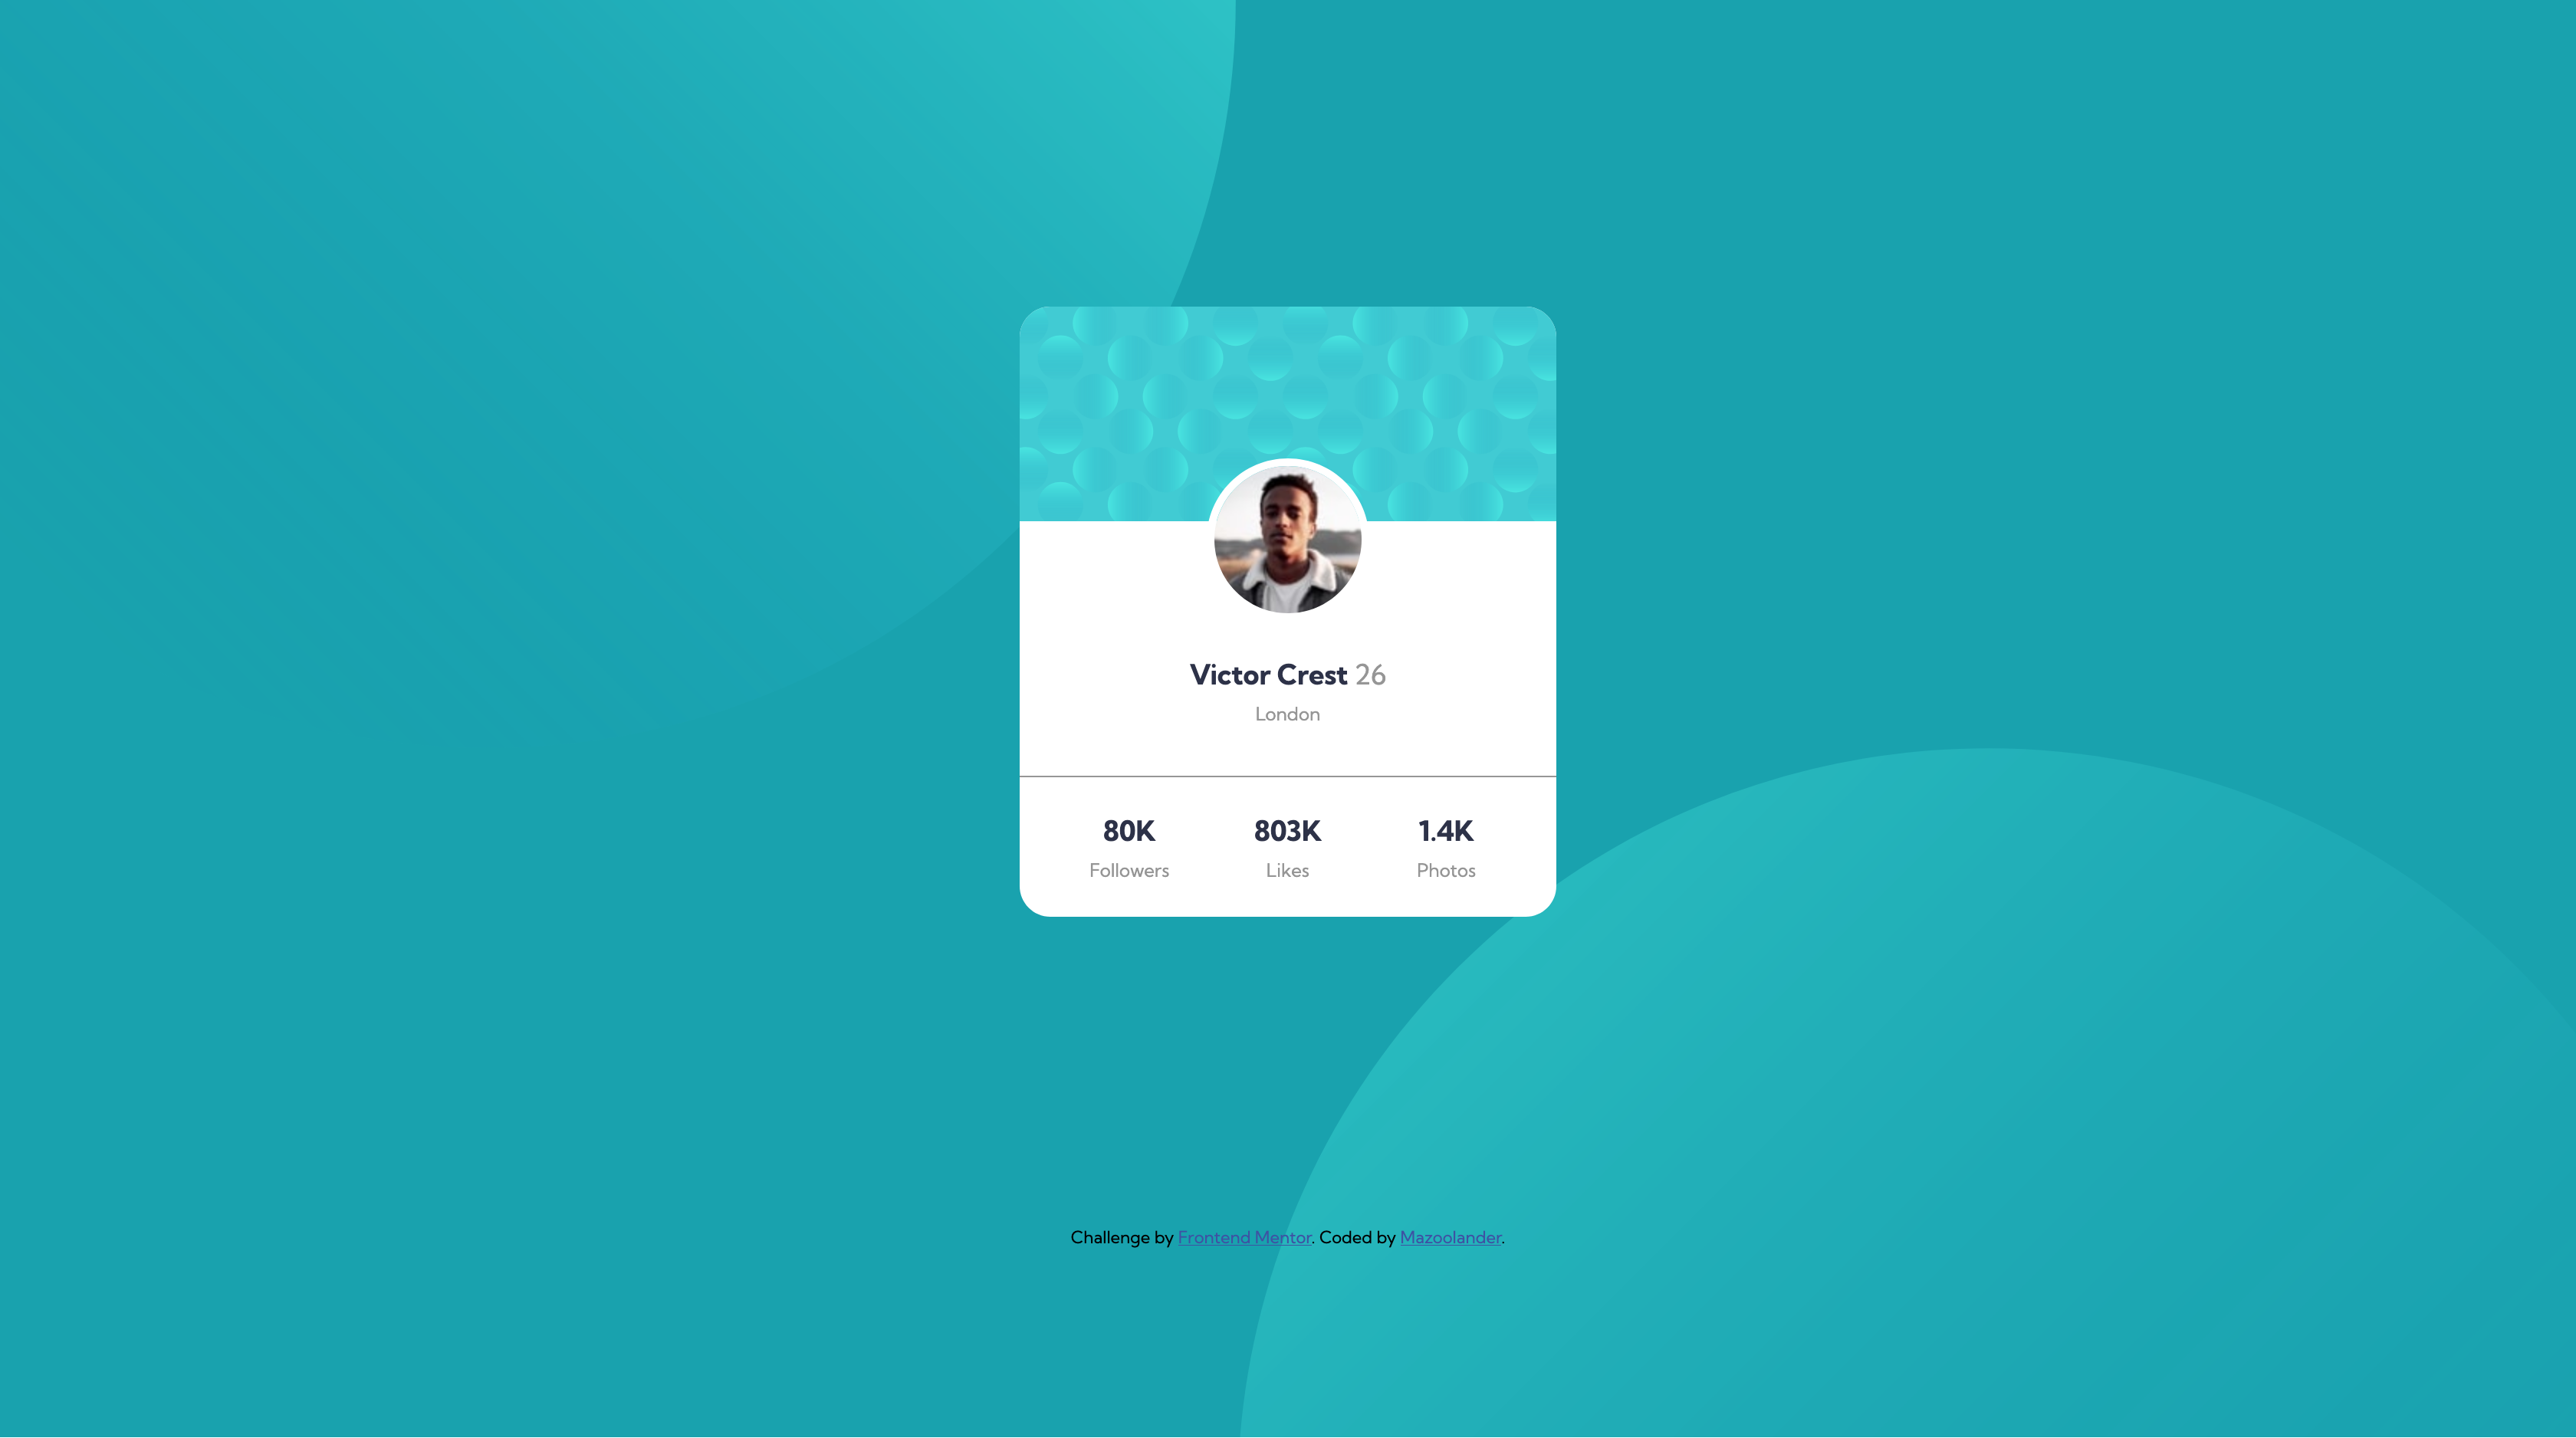 Victor Crest 26
London
80K 803K 1.4K
Followers Likes Photos
Challenge by Frontend Mentor. Coded by Mazoolander.